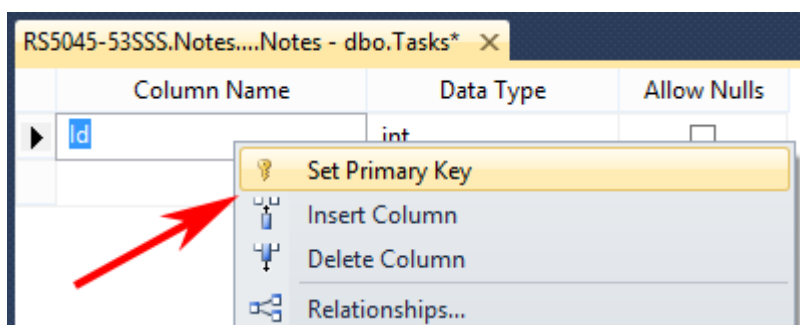 RS5045-53SSS.Notes....Notes - dbo.Tasks*
Column Name Data Type Allow Nulls
Id int
Set Primary Key
Insert Column
Delete Column
Relationships...